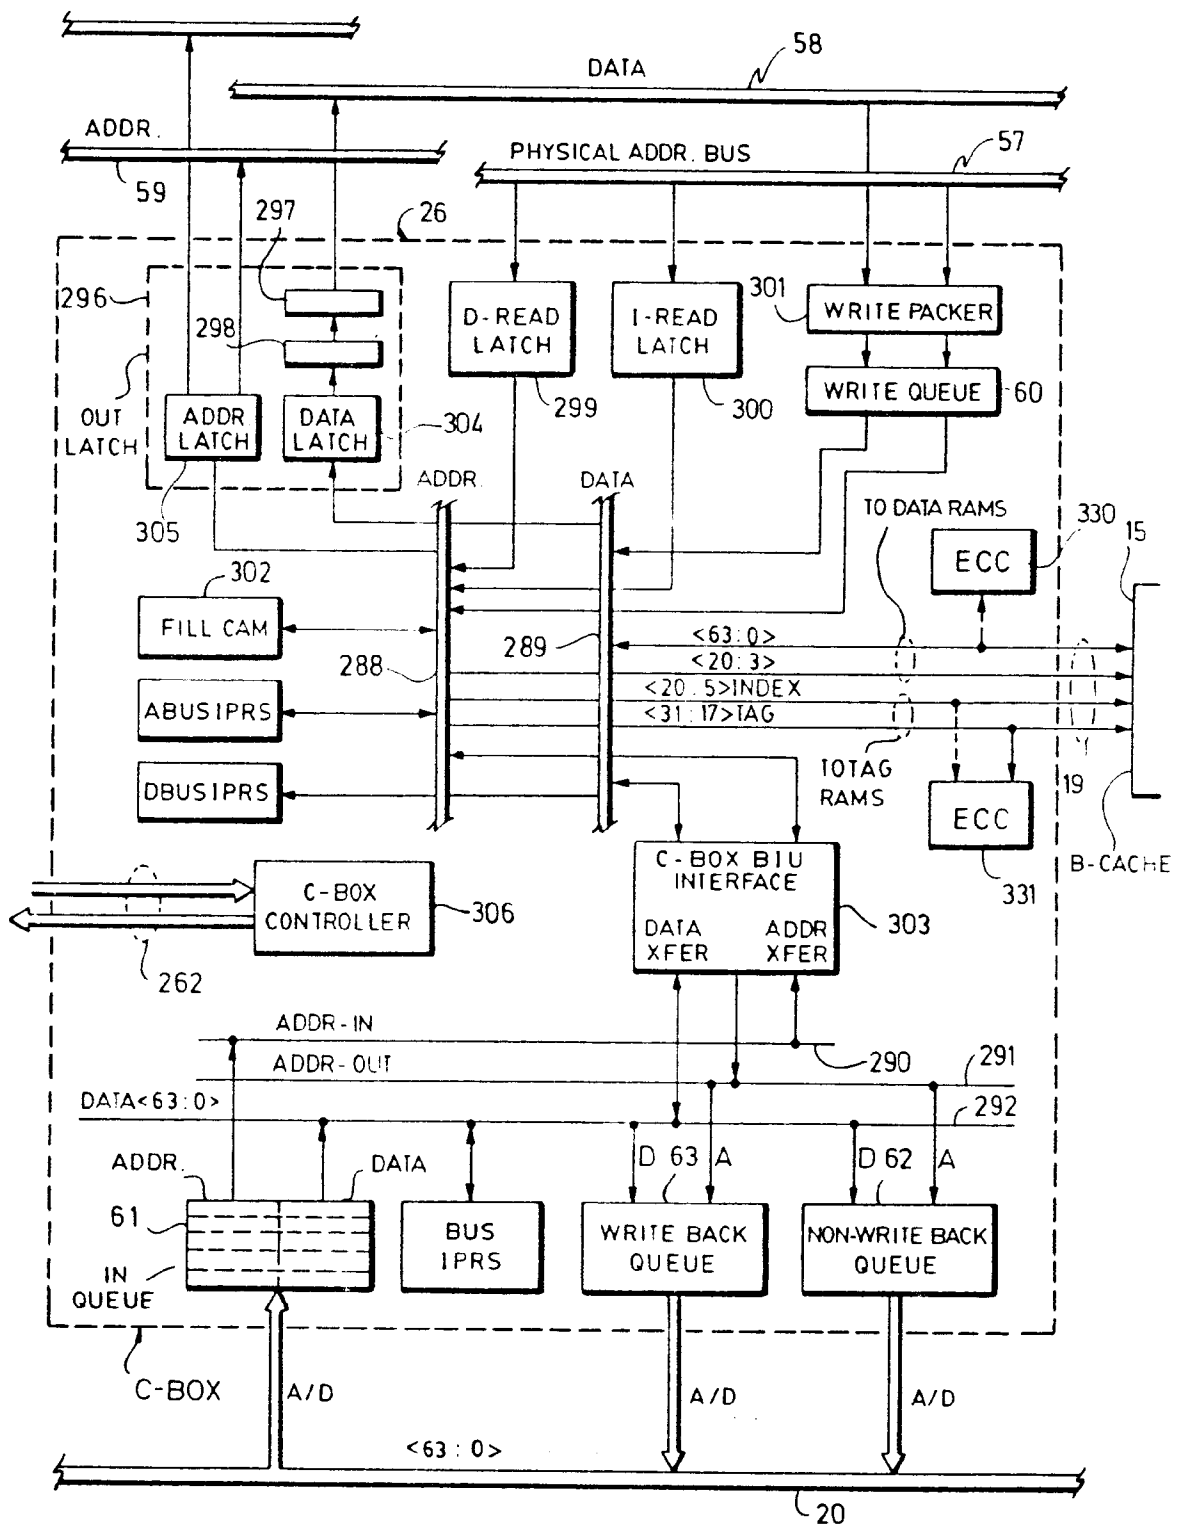 58
DATA
ADDR.
57
PHYSICAL ADDR. BUS
59
297
26
296
298
D-READ
LATCH
299
I-READ
LATCH
300
301
WRITE PACKER
WRITE QUEUE
60
OUT
LATCH
ADDR
LATCH
305
DATA
LATCH
304
ADDR.
DATA
TO DATA RAMS
330
15
ECC
302
FILL CAM
288
289
<63:0>
<20:3>
<20:5>INDEX
<31:17>TAG
ABUS IPRS
DBUS IPRS
TO TAG
RAMS
19
ECC
331
B-CACHE
C-BOX
CONTROLLER
306
262
C-BOX BIU
INTERFACE
DATA
XFER
ADDR
XFER
303
ADDR-IN
290
ADDR-OUT
291
DATA<63:0>
292
ADDR.
DATA
61
IN
QUEUE
BUS
IPRS
D 63 A
WRITE BACK
QUEUE
D 62 A
NON-WRITE BACK
QUEUE
C-BOX
A/D
A/D
A/D
<63:0>
20